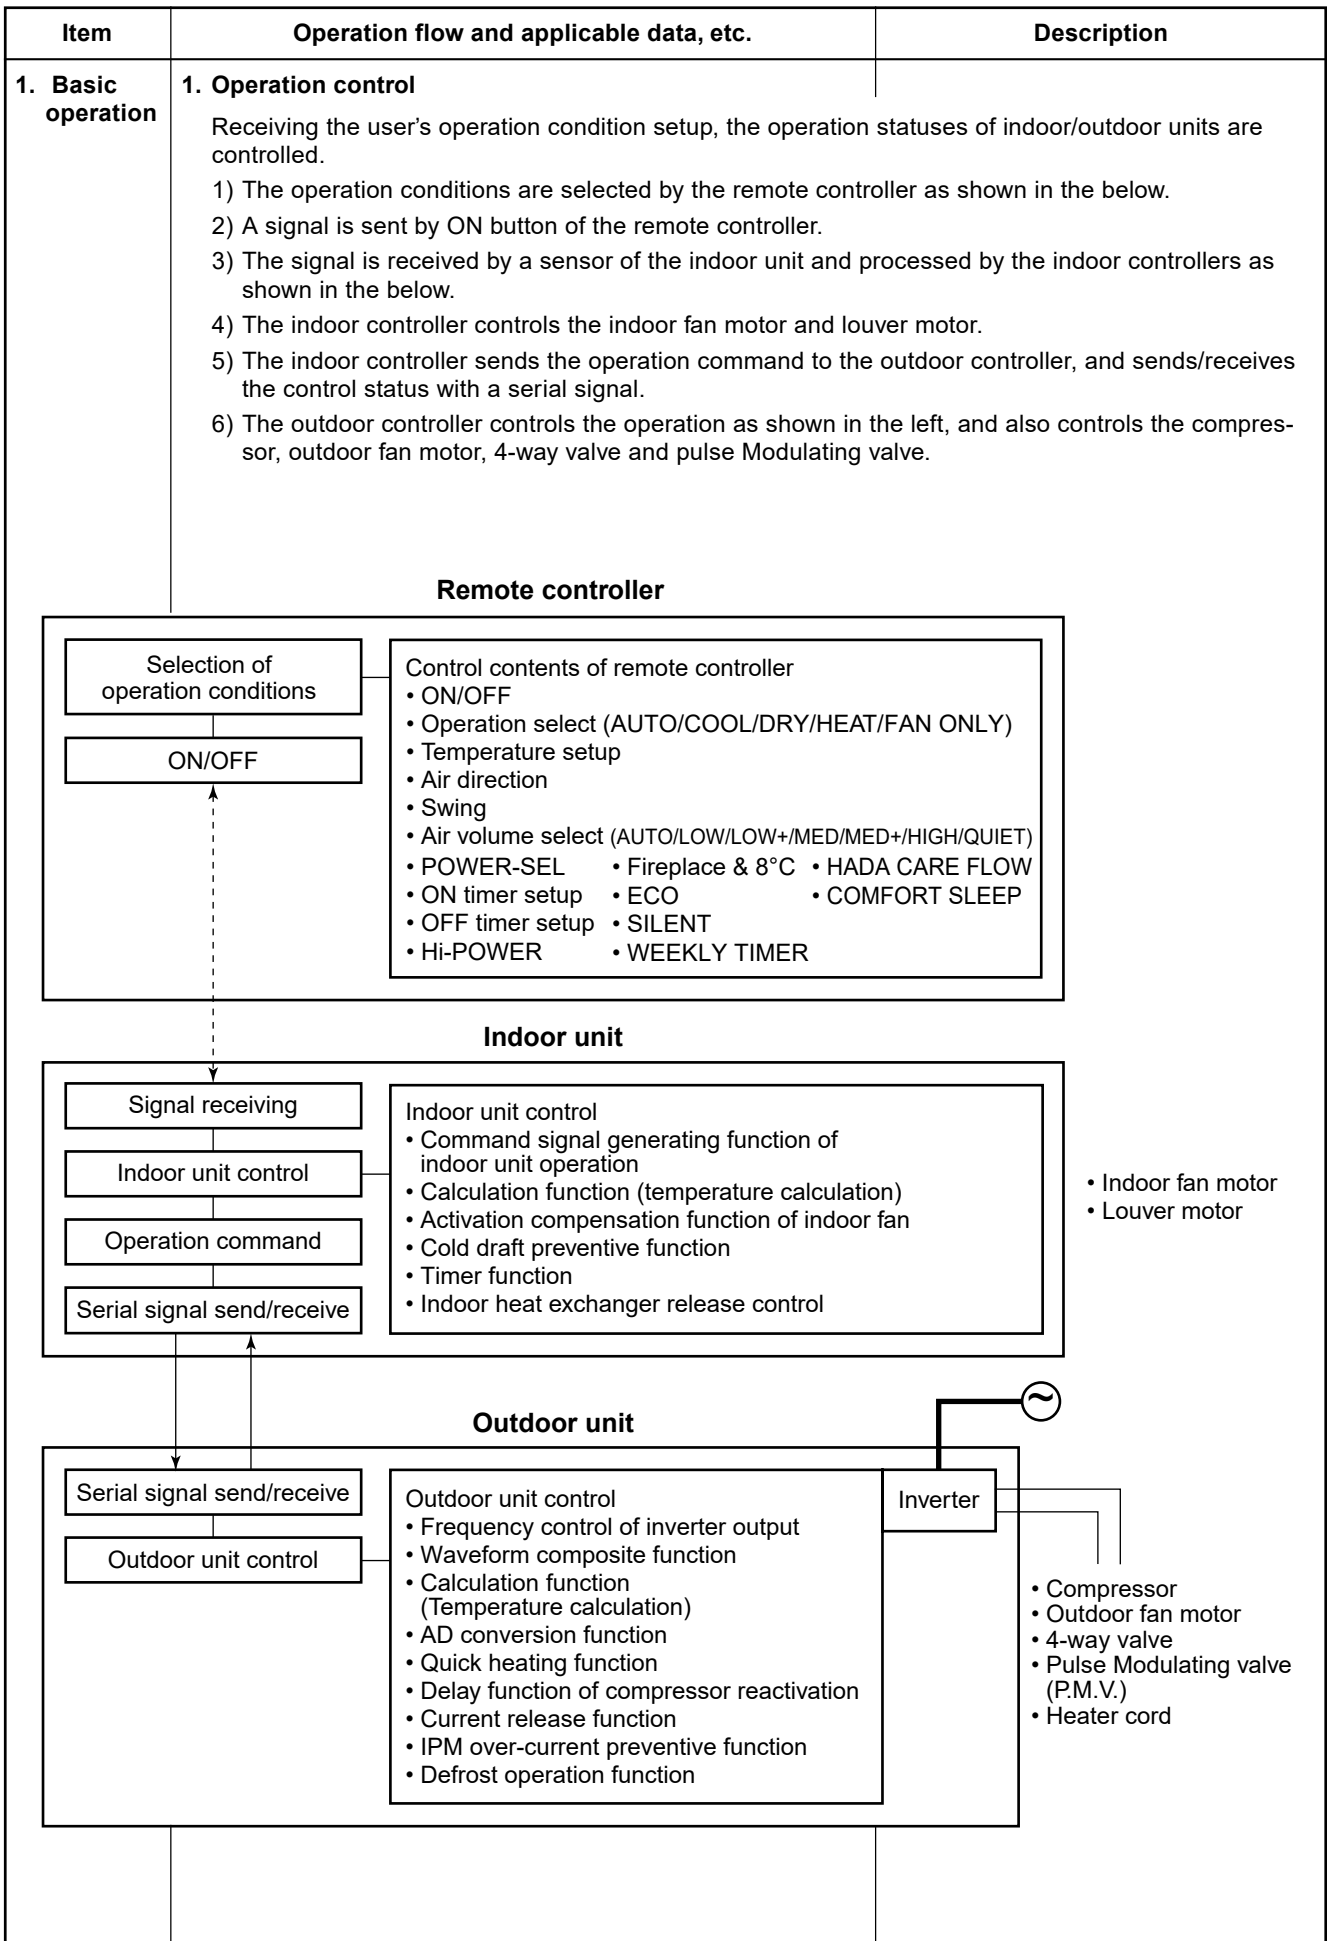 Item Operation flow and applicable data, etc. Description
1. Basic operation
1. Operation control
Receiving the user's operation condition setup, the operation statuses of indoor/outdoor units are
controlled.
1) The operation conditions are selected by the remote controller as shown in the below.
2) A signal is sent by ON button of the remote controller.
3) The signal is received by a sensor of the indoor unit and processed by the indoor controllers as
shown in the below.
4) The indoor controller controls the indoor fan motor and louver motor.
5) The indoor controller sends the operation command to the outdoor controller, and sends/receives
the control status with a serial signal.
6) The outdoor controller controls the operation as shown in the left, and also controls the compres-
sor, outdoor fan motor, 4-way valve and pulse Modulating valve.
Remote controller
Selection of
operation conditions
ON/OFF
Control contents of remote controller
• ON/OFF
• Operation select (AUTO/COOL/DRY/HEAT/FAN ONLY)
• Temperature setup
• Air direction
• Swing
• Air volume select (AUTO/LOW/LOW+/MED/MED+/HIGH/QUIET)
• POWER-SEL • Fireplace & 8°C • HADA CARE FLOW
• ON timer setup • ECO • COMFORT SLEEP
• OFF timer setup • SILENT
• Hi-POWER • WEEKLY TIMER
Indoor unit
Signal receiving
Indoor unit control
Operation command
Serial signal send/receive
Indoor unit control
• Command signal generating function of
indoor unit operation
• Calculation function (temperature calculation)
• Activation compensation function of indoor fan
• Cold draft preventive function
• Timer function
• Indoor heat exchanger release control
• Indoor fan motor
• Louver motor
~
Outdoor unit
Serial signal send/receive
Outdoor unit control
Outdoor unit control
• Frequency control of inverter output
• Waveform composite function
• Calculation function
(Temperature calculation)
• AD conversion function
• Quick heating function
• Delay function of compressor reactivation
• Current release function
• IPM over-current preventive function
• Defrost operation function
Inverter
• Compressor
• Outdoor fan motor
• 4-way valve
• Pulse Modulating valve
(P.M.V.)
• Heater cord